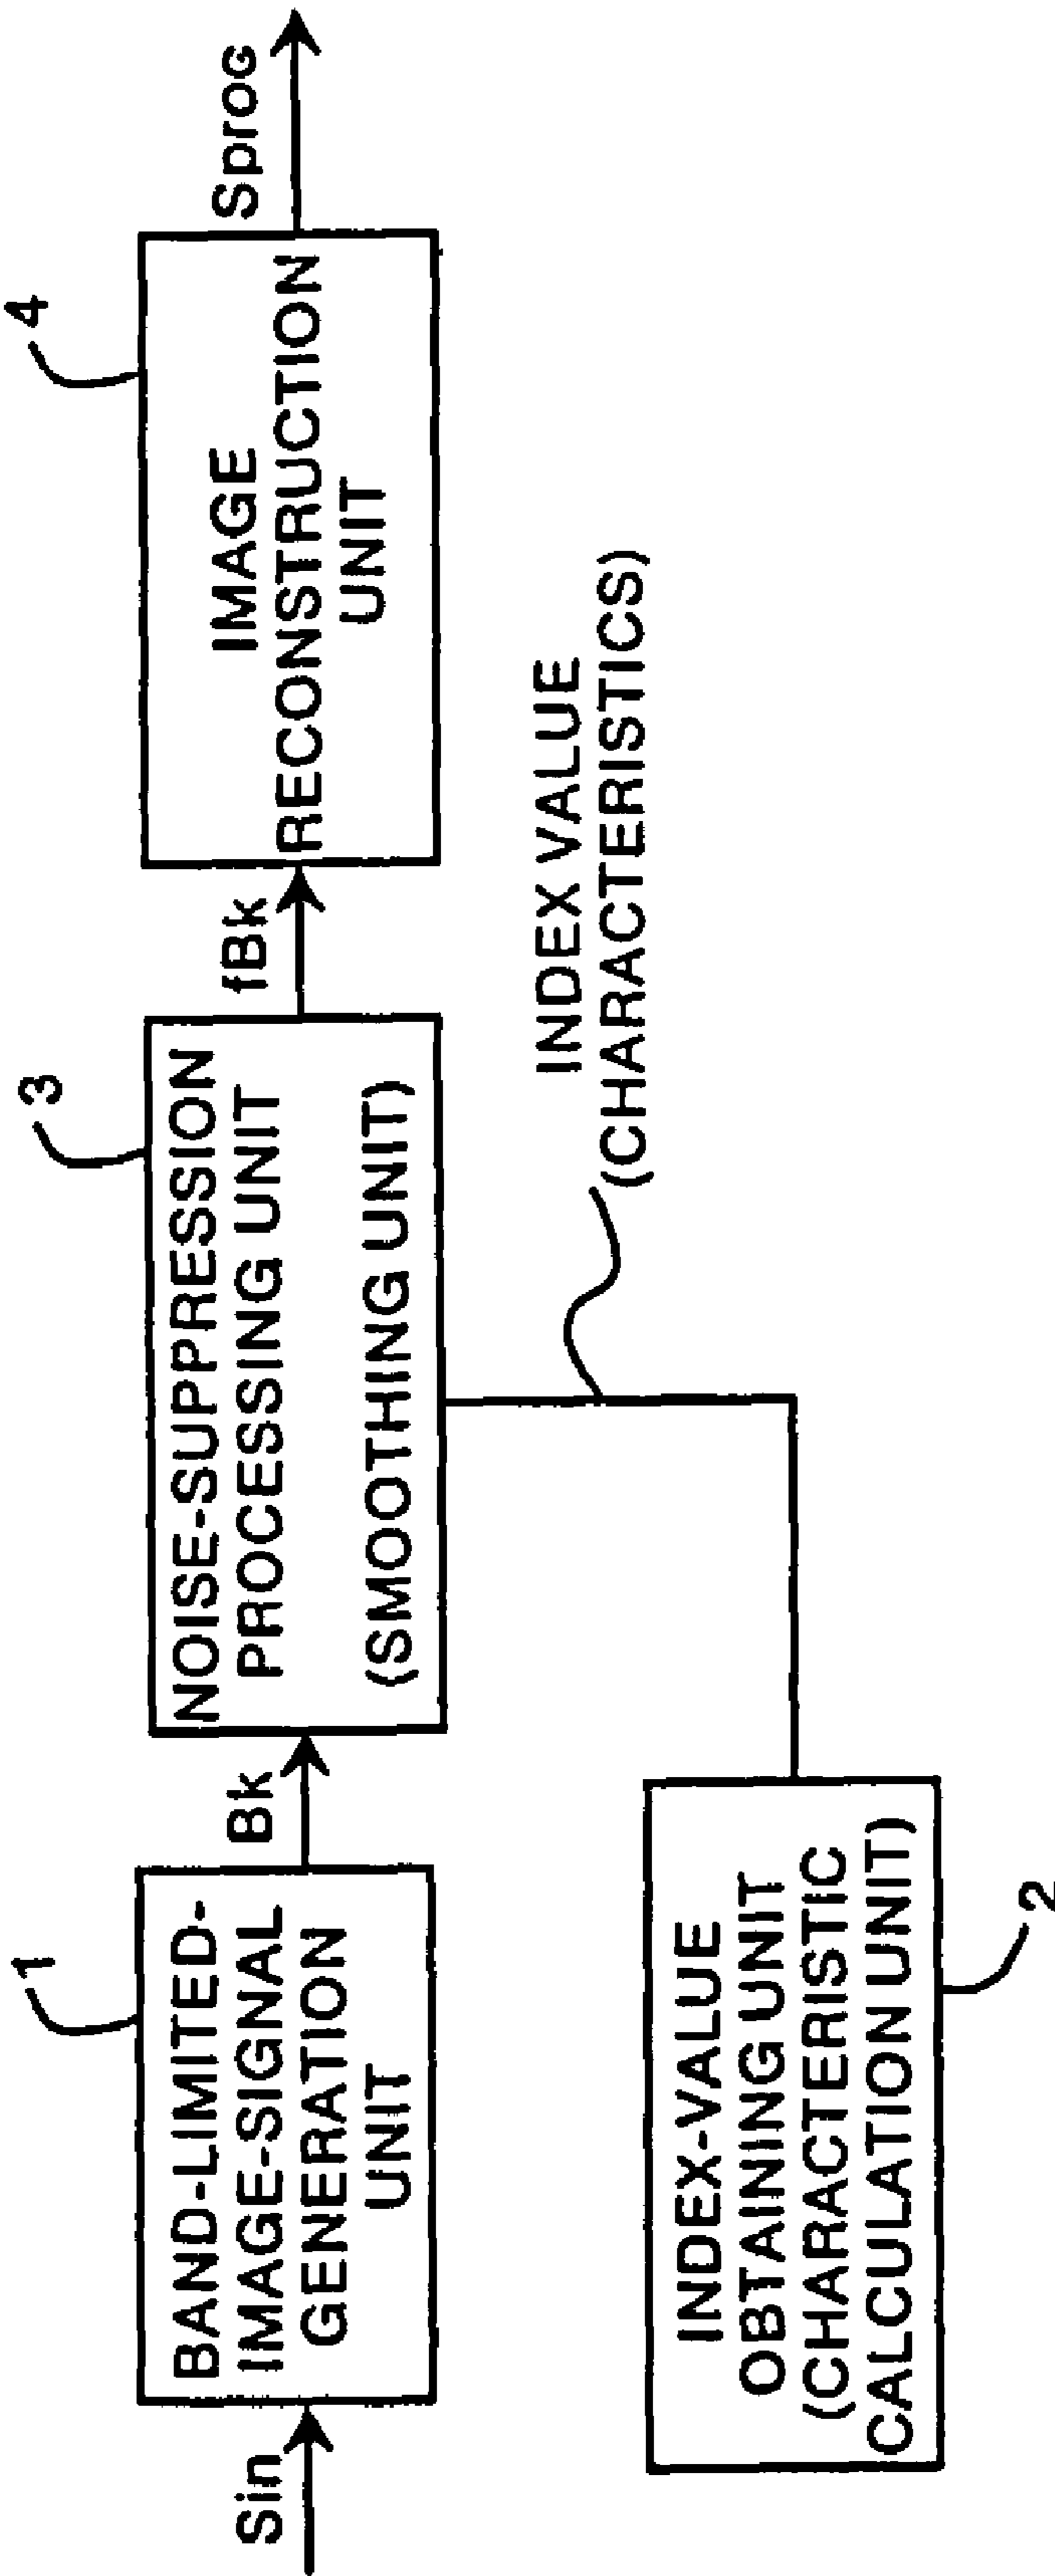 1
3
4
Sin
BAND-LIMITED-
IMAGE-SIGNAL
GENERATION
UNIT
Bk
NOISE-SUPPRESSION
PROCESSING UNIT
(SMOOTHING UNIT)
fBk
IMAGE
RECONSTRUCTION
UNIT
Sproc
INDEX VALUE
(CHARACTERISTICS)
INDEX-VALUE
OBTAINING UNIT
(CHARACTERISTIC
CALCULATION UNIT)
2